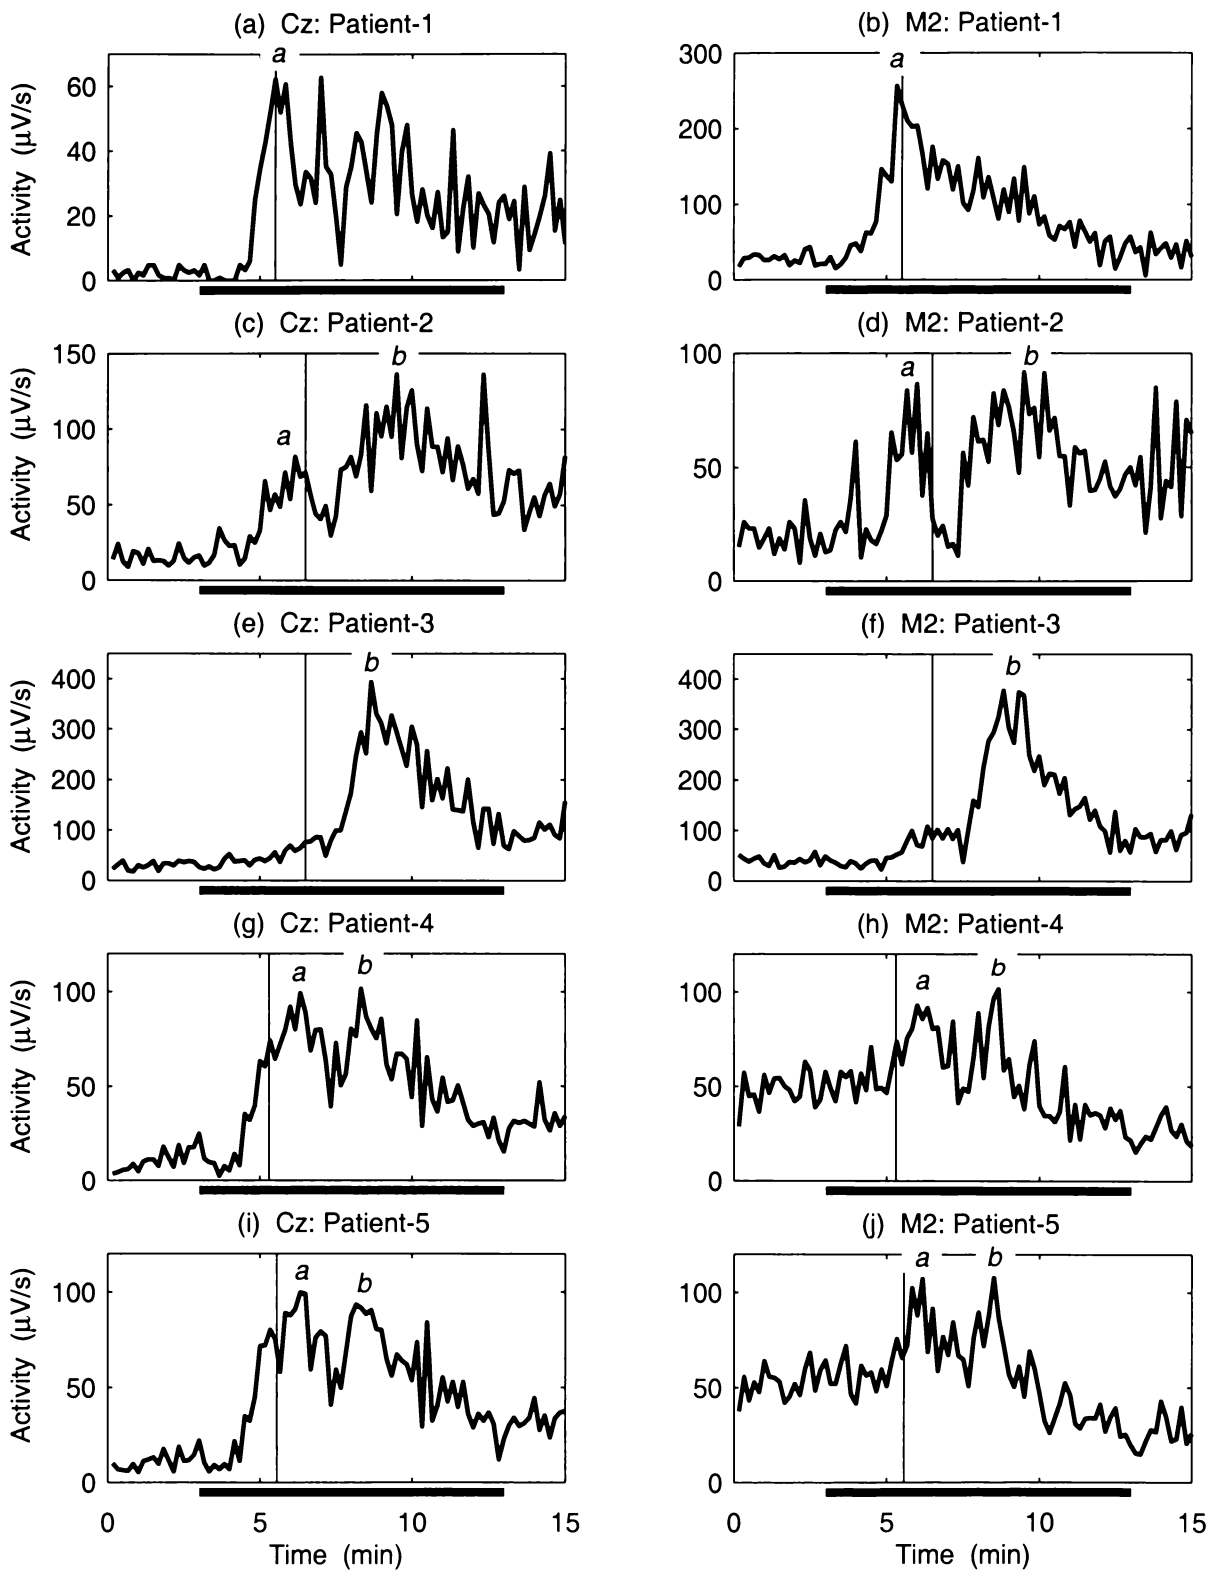 (a) Cz: Patient-1
(b) M2: Patient-1
a
a
Activity (µV/s)
60
40
20
0
300
200
100
0
(c) Cz: Patient-2
(d) M2: Patient-2
a
b
a
b
Activity (µV/s)
150
100
50
0
100
50
0
(e) Cz: Patient-3
(f) M2: Patient-3
b
b
Activity (µV/s)
400
300
200
100
0
400
300
200
100
0
(g) Cz: Patient-4
(h) M2: Patient-4
a
b
a
b
Activity (µV/s)
100
50
0
100
50
0
(i) Cz: Patient-5
(j) M2: Patient-5
a
b
a
b
Activity (µV/s)
100
50
0
100
50
0
0 5 10 15
0 5 10 15
Time (min)
Time (min)